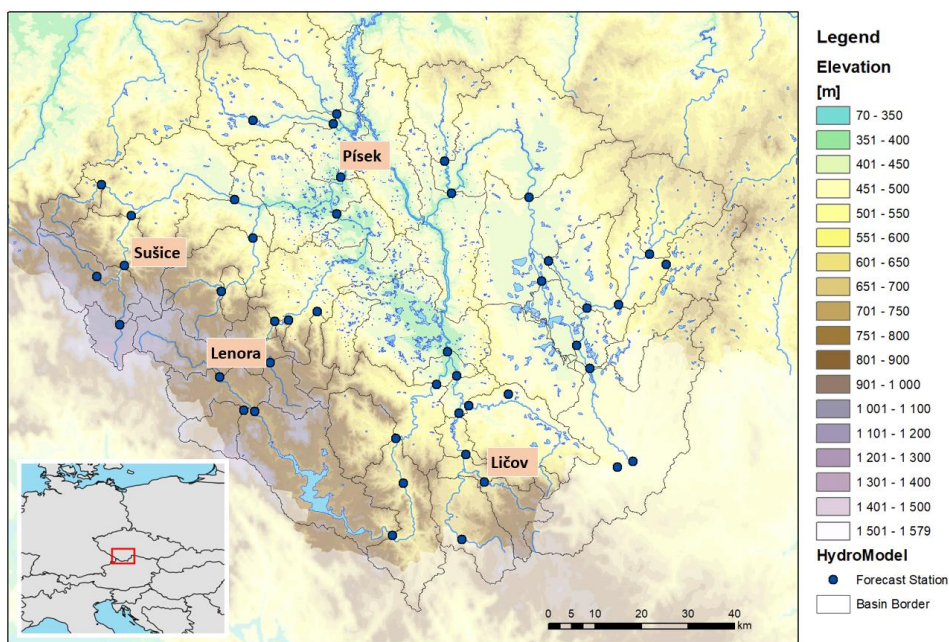 Písek
Sušice
Lenora
Ličov
0 5 10 20 30 40
km
Legend
Elevation
[m]
70 - 350
351 - 400
401 - 450
451 - 500
501 - 550
551 - 600
601 - 650
651 - 700
701 - 750
751 - 800
801 - 900
901 - 1 000
1 001 - 1 100
1 101 - 1 200
1 201 - 1 300
1 301 - 1 400
1 401 - 1 500
1 501 - 1 579
HydroModel
Forecast Station
Basin Border